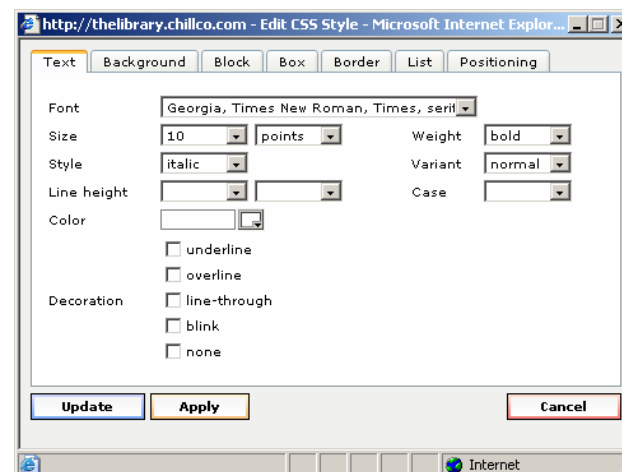 http://thelibrary.chillco.com - Edit CSS Style - Microsoft Internet Explor...
Text Background Block Box Border List Positioning
Font Georgia, Times New Roman, Times, serif
Size 10 points Weight bold
Style italic Variant normal
Line height Case
Color
underline
overline
Decoration line-through
blink
none
Update Apply Cancel
Internet